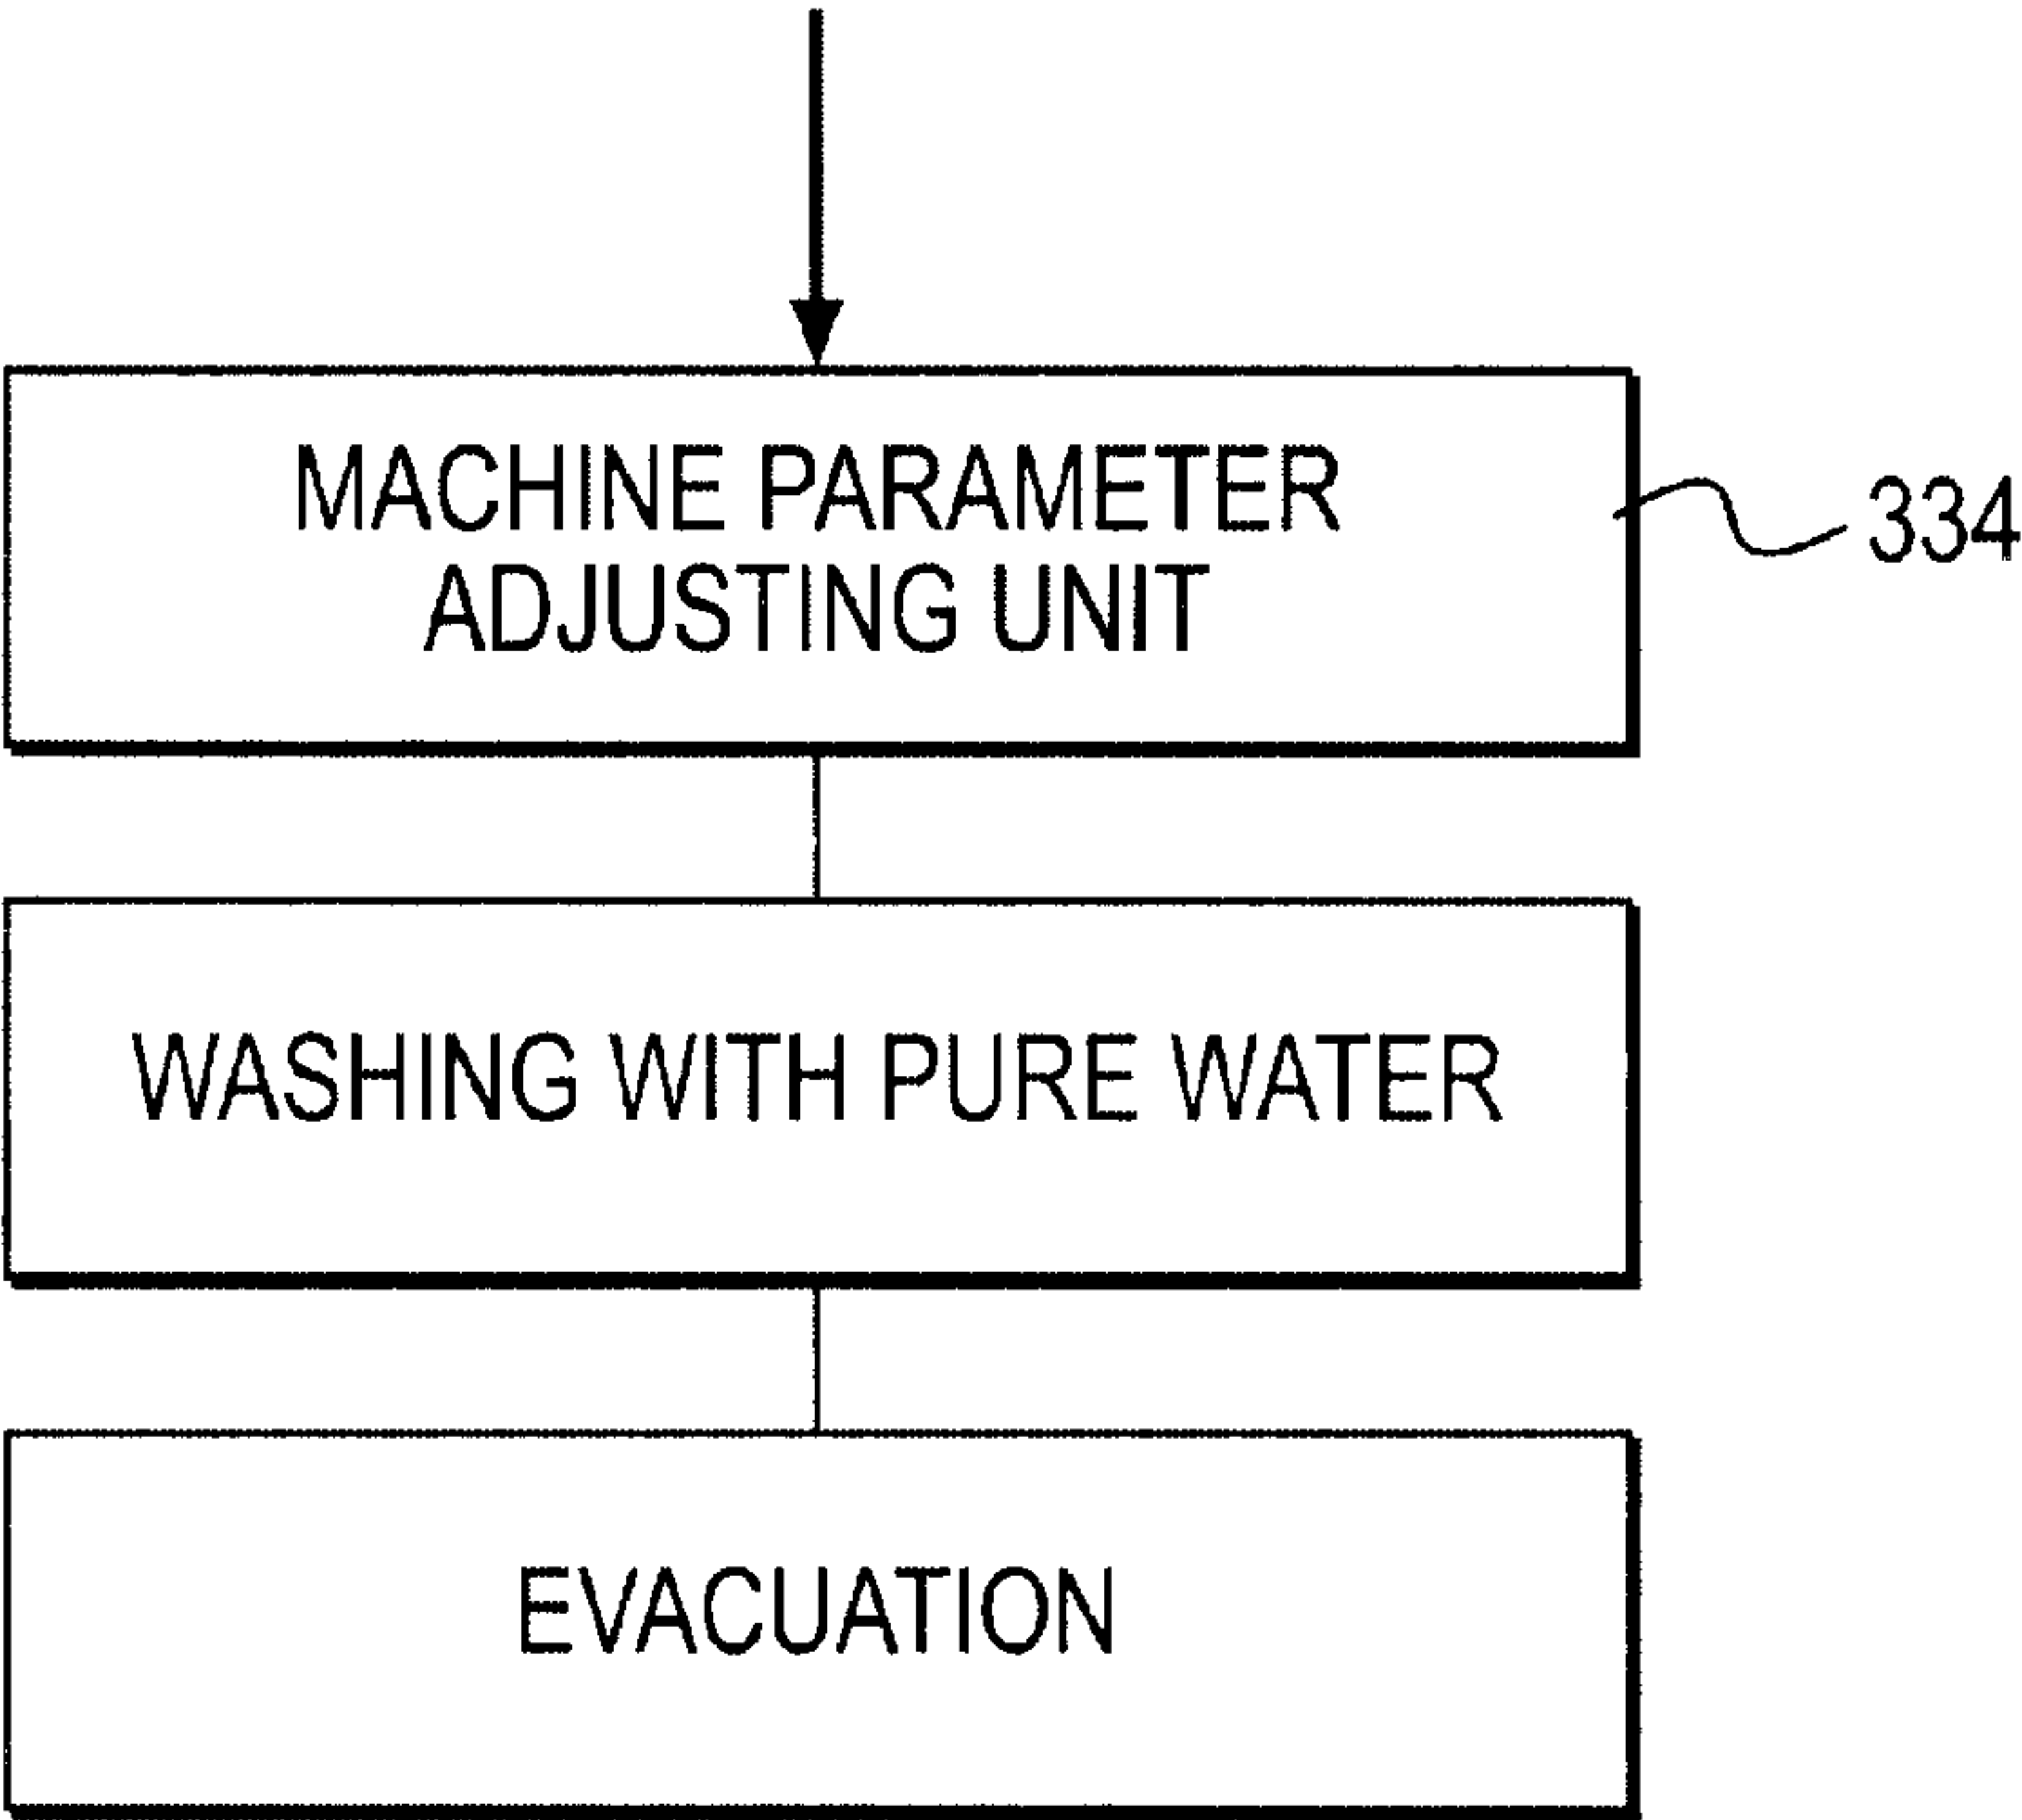 MACHINE PARAMETER
ADJUSTING UNIT
334
WASHING WITH PURE WATER
EVACUATION